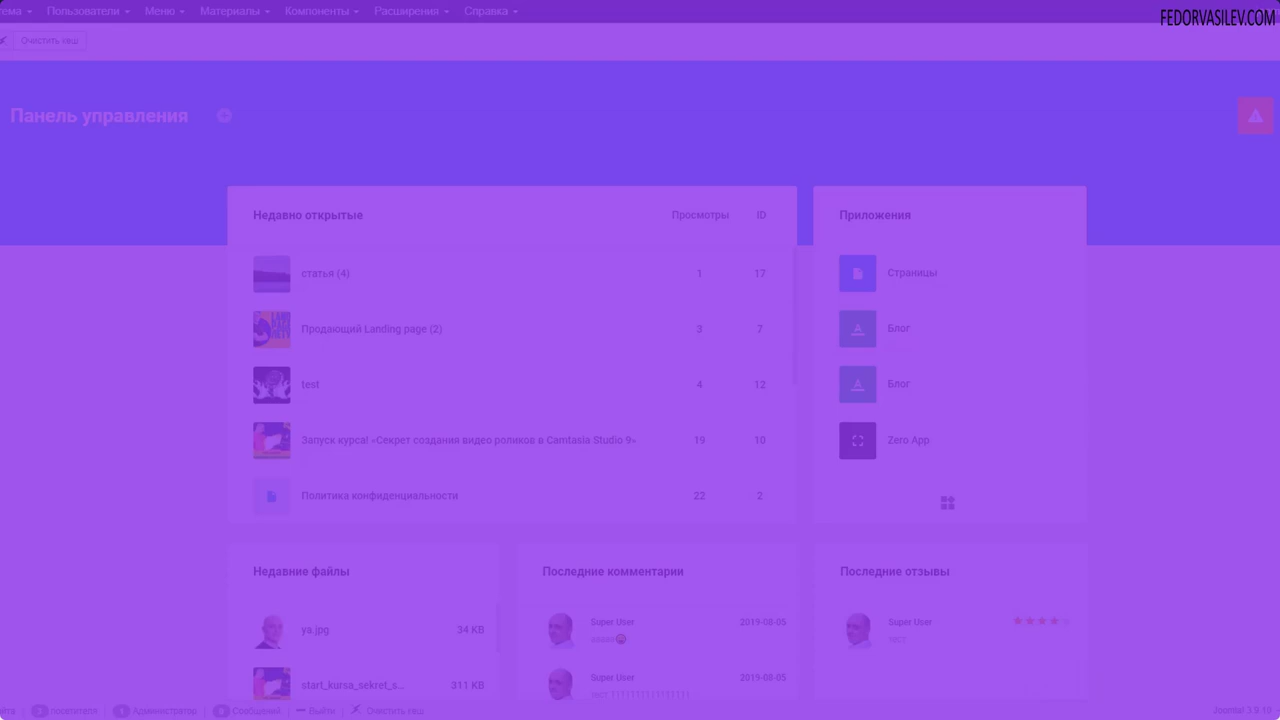 тема Пользователи Меню Материалы Компоненты Расширения Справка
FEDORVASILEV.COM
Очистить кеш
Панель управления
Недавно открытые Просмотры ID
статья (4) 1 17
Продающий Landing page (2) 3 7
test 4 12
Запуск курса! «Секрет создания видео роликов в Camtasia Studio 9» 19 10
Политика конфиденциальности 22 2
Приложения
Страницы
Блог
Блог
Zero App
Недавние файлы
ya.jpg 34 KB
start_kursa_sekret_s... 311 KB
Последние комментарии
Super User 2019-08-05
Super User 2019-08-05
Последние отзывы
Super User
тест
посетителя Администратор Сообщений Выйти Очистить кеш
Joomla! 3.9.10